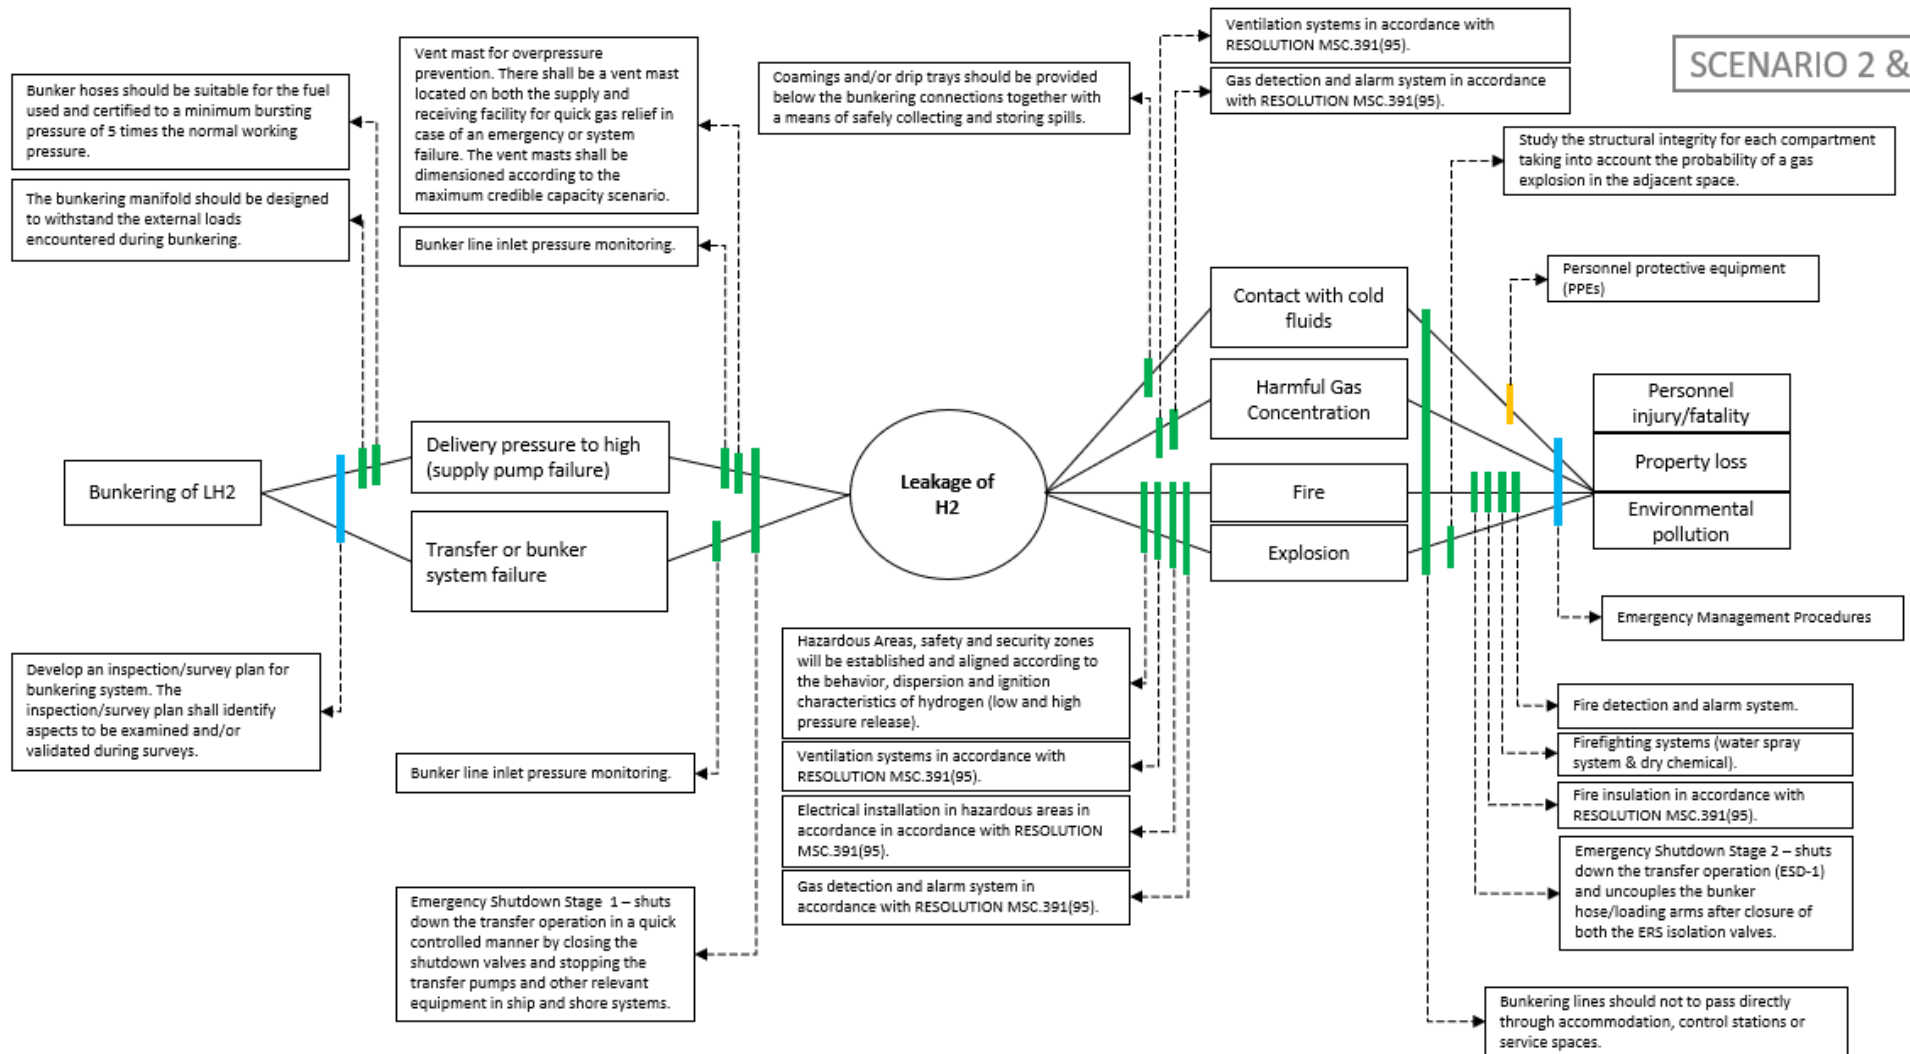 SCENARIO 2 &
Bunker hoses should be suitable for the fuel
used and certified to a minimum bursting
pressure of 5 times the normal working
pressure.
The bunkering manifold should be designed
to withstand the external loads
encountered during bunkering.
Vent mast for overpressure
prevention. There shall be a vent mast
located on both the supply and
receiving facility for quick gas relief in
case of an emergency or system
failure. The vent masts shall be
dimensioned according to the
maximum credible capacity scenario.
Bunker line inlet pressure monitoring.
Coamings and/or drip trays should be provided
below the bunkering connections together with
a means of safely collecting and storing spills.
Ventilation systems in accordance with
RESOLUTION MSC.391(95).
Gas detection and alarm system in accordance
with RESOLUTION MSC.391(95).
Study the structural integrity for each compartment
taking into account the probability of a gas
explosion in the adjacent space.
Personnel protective equipment
(PPEs)
Bunkering of LH2
Delivery pressure to high
(supply pump failure)
Transfer or bunker
system failure
Leakage of
H2
Contact with cold
fluids
Harmful Gas
Concentration
Fire
Explosion
Personnel
injury/fatality
Property loss
Environmental
pollution
Develop an inspection/survey plan for
bunkering system. The
inspection/survey plan shall identify
aspects to be examined and/or
validated during surveys.
Bunker line inlet pressure monitoring.
Emergency Shutdown Stage 1 – shuts
down the transfer operation in a quick
controlled manner by closing the
shutdown valves and stopping the
transfer pumps and other relevant
equipment in ship and shore systems.
Hazardous Areas, safety and security zones
will be established and aligned according to
the behavior, dispersion and ignition
characteristics of hydrogen (low and high
pressure release).
Ventilation systems in accordance with
RESOLUTION MSC.391(95).
Electrical installation in hazardous areas in
accordance in accordance with RESOLUTION
MSC.391(95).
Gas detection and alarm system in
accordance with RESOLUTION MSC.391(95).
Emergency Management Procedures
Fire detection and alarm system.
Firefighting systems (water spray
system & dry chemical).
Fire insulation in accordance with
RESOLUTION MSC.391(95).
Emergency Shutdown Stage 2 – shuts
down the transfer operation (ESD-1)
and uncouples the bunker
hose/loading arms after closure of
both the ERS isolation valves.
Bunkering lines should not to pass directly
through accommodation, control stations or
service spaces.